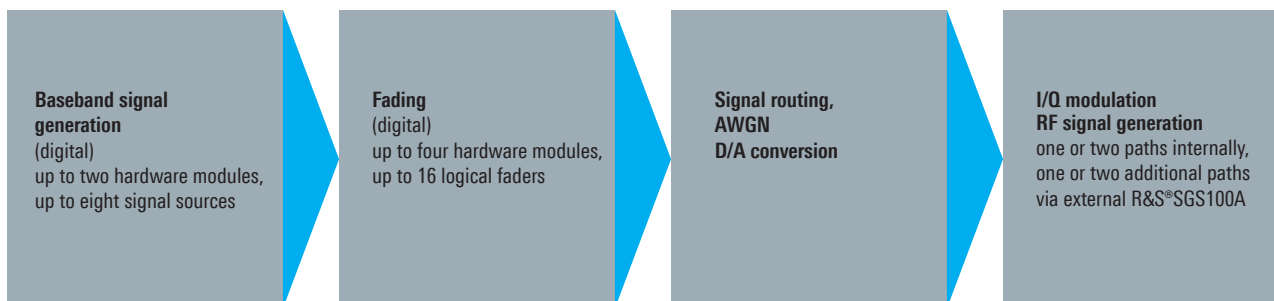 Baseband signal
generation
(digital)
up to two hardware modules,
up to eight signal sources
Fading
(digital)
up to four hardware modules,
up to 16 logical faders
Signal routing,
AWGN
D/A conversion
I/Q modulation
RF signal generation
one or two paths internally,
one or two additional paths
via external R&S®SGS100A